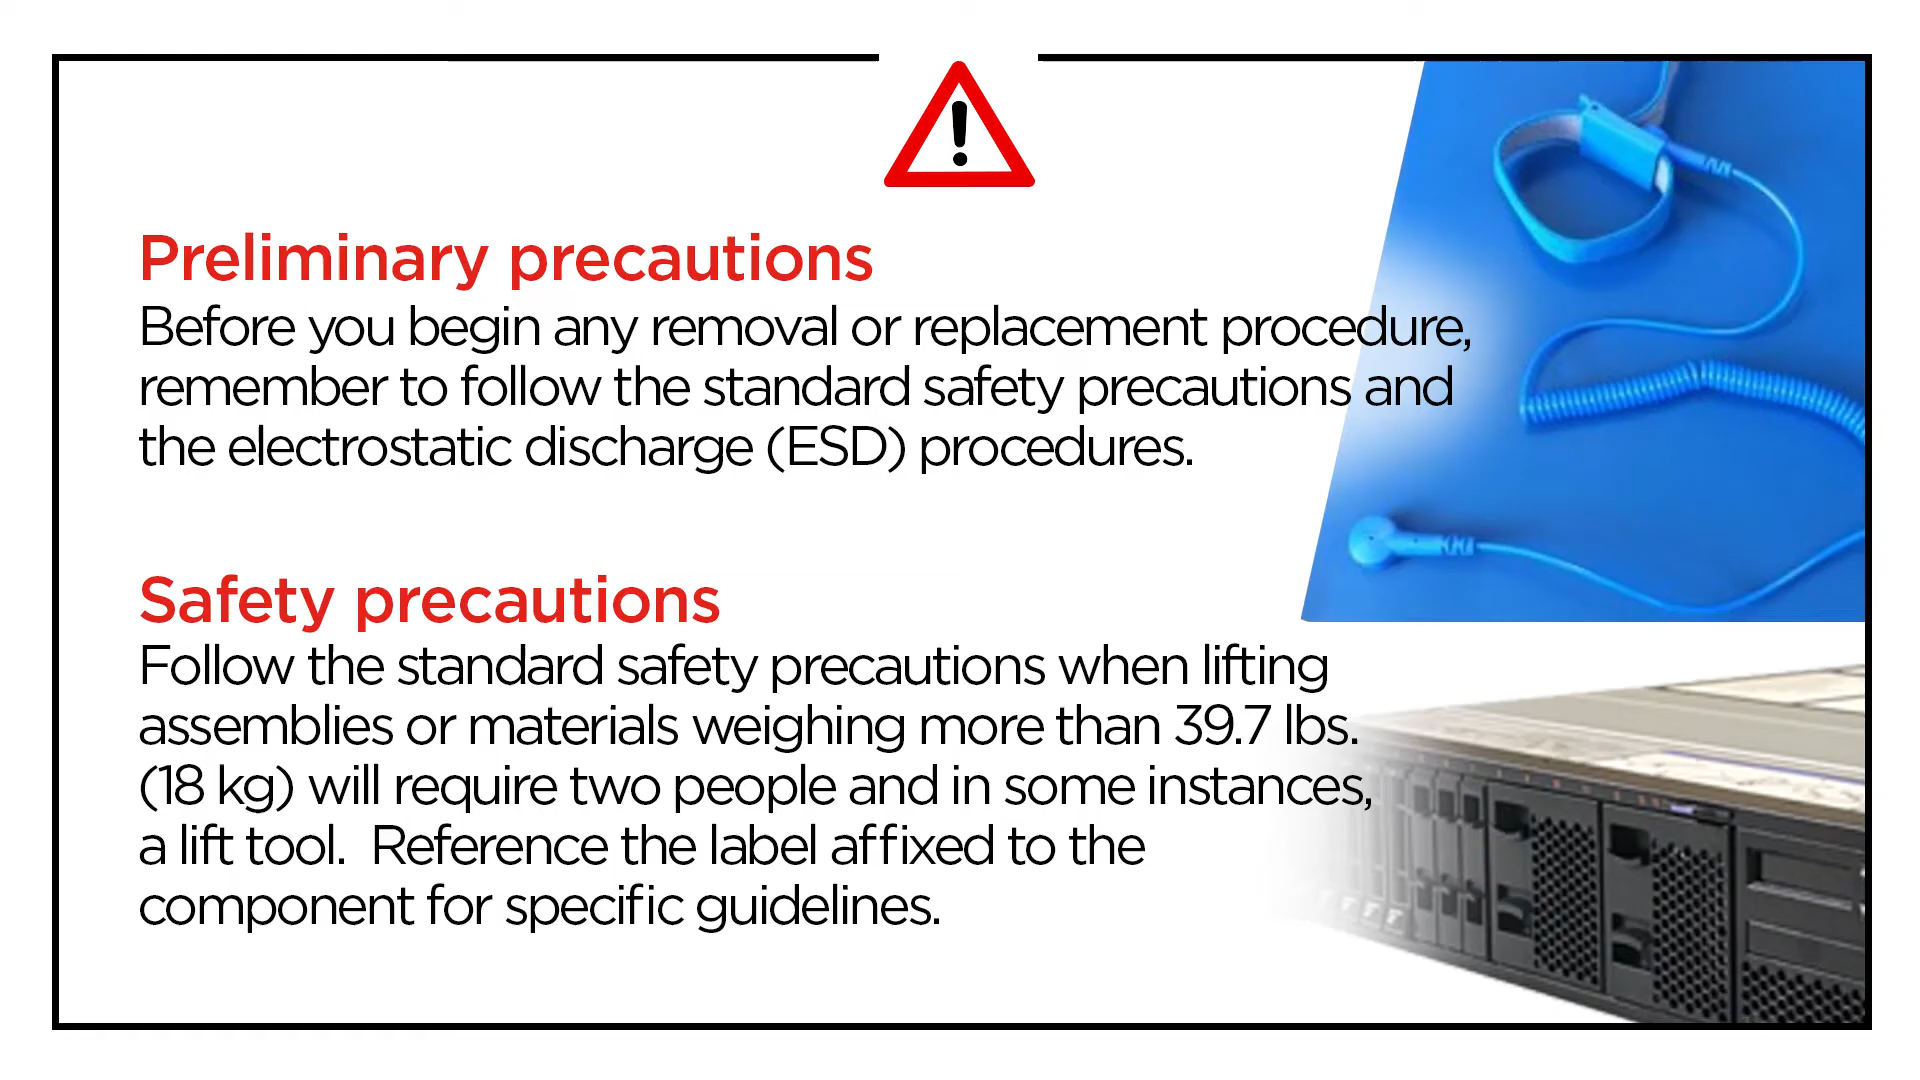 Preliminary precautions
Before you begin any removal or replacement procedure,
remember to follow the standard safety precautions and
the electrostatic discharge (ESD) procedures.
Safety precautions
Follow the standard safety precautions when lifting
assemblies or materials weighing more than 39.7 lbs.
(18 kg) will require two people and in some instances,
a lift tool.  Reference the label affixed to the
component for specific guidelines.